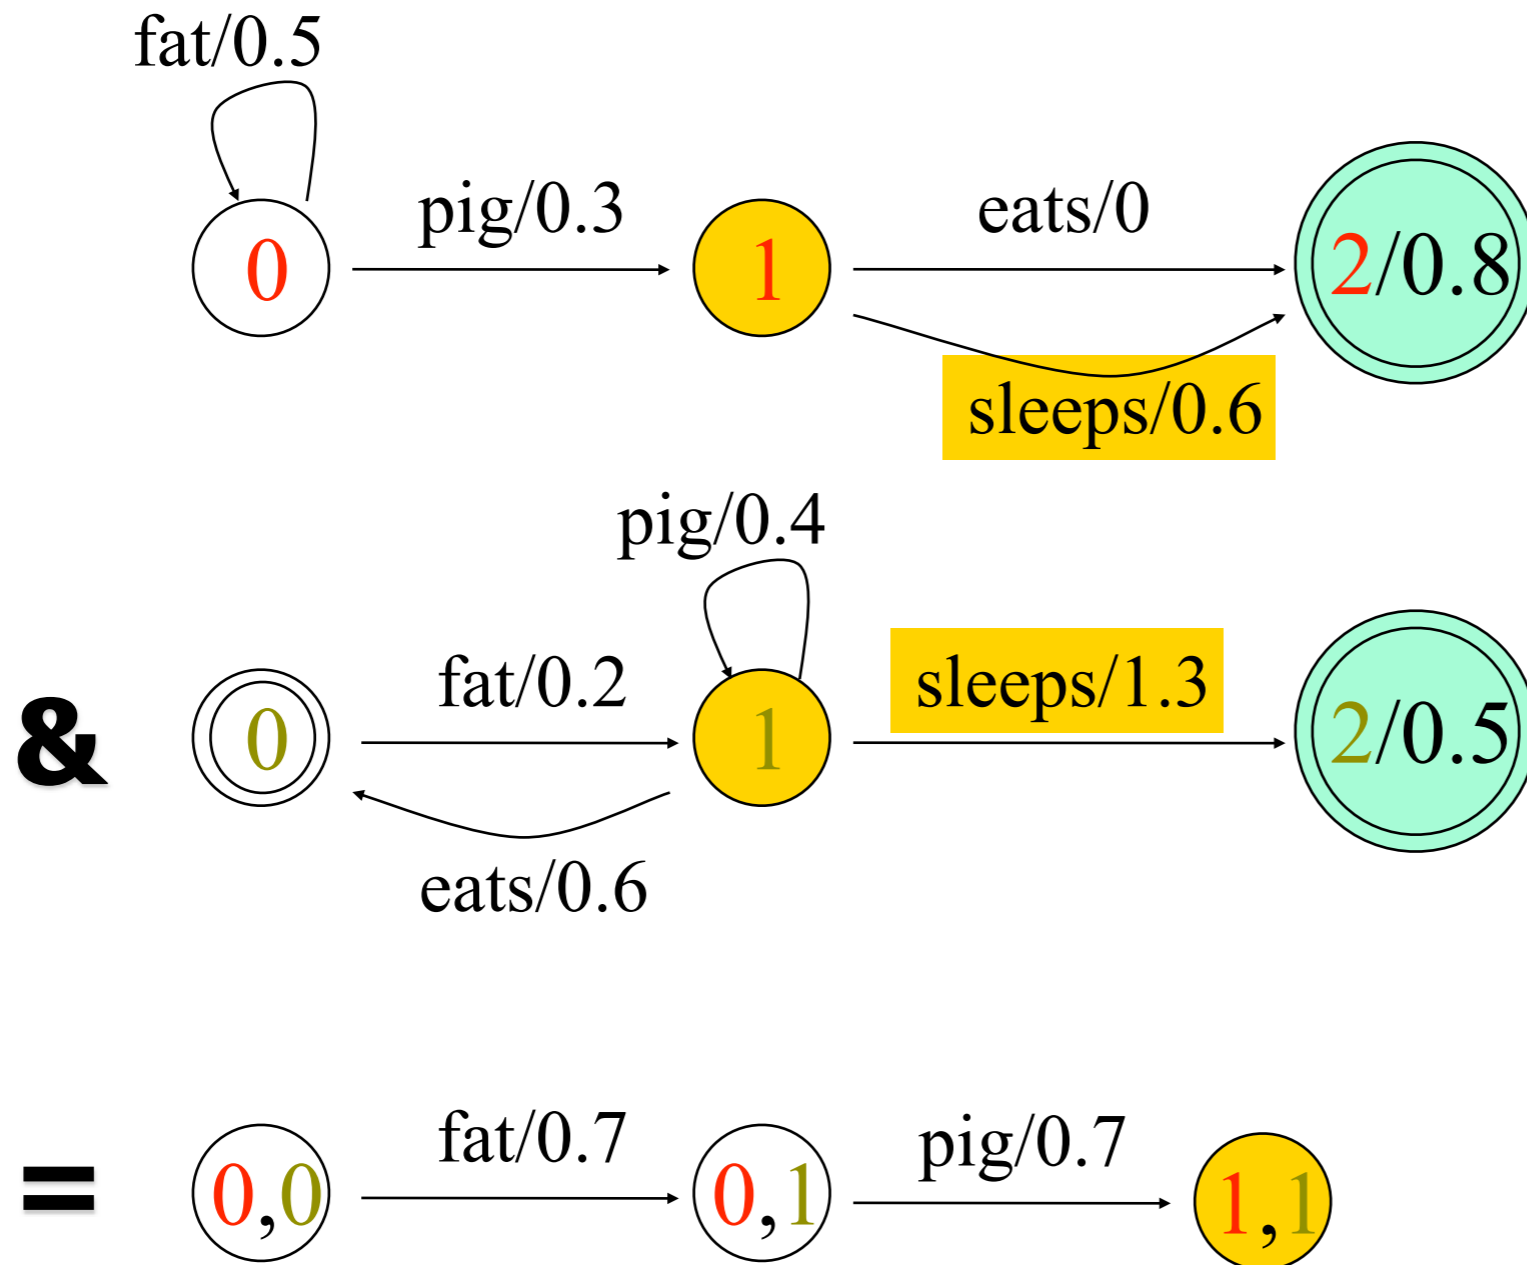 fat/0.5
0 pig/0.3 1 eats/0 2/0.8
sleeps/0.6
pig/0.4
& 0 fat/0.2 1 sleeps/1.3 2/0.5
eats/0.6
= 0,0 fat/0.7 0,1 pig/0.7 1,1